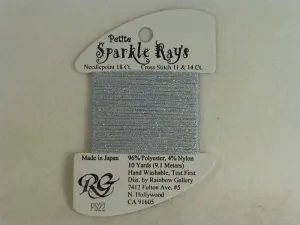 Petite
Sparkle Rays
Needlepoint 18 Ct. Cross Stitch 11 & 14 Ct.
Made in Japan
RG
PS22
96% Polyester, 4% Nylon
10 Yards (9.1 Meters)
Hand Washable, Test First
Dist. by Rainbow Gallery
7412 Fulton Ave, #5
N. Hollywood
CA 91605